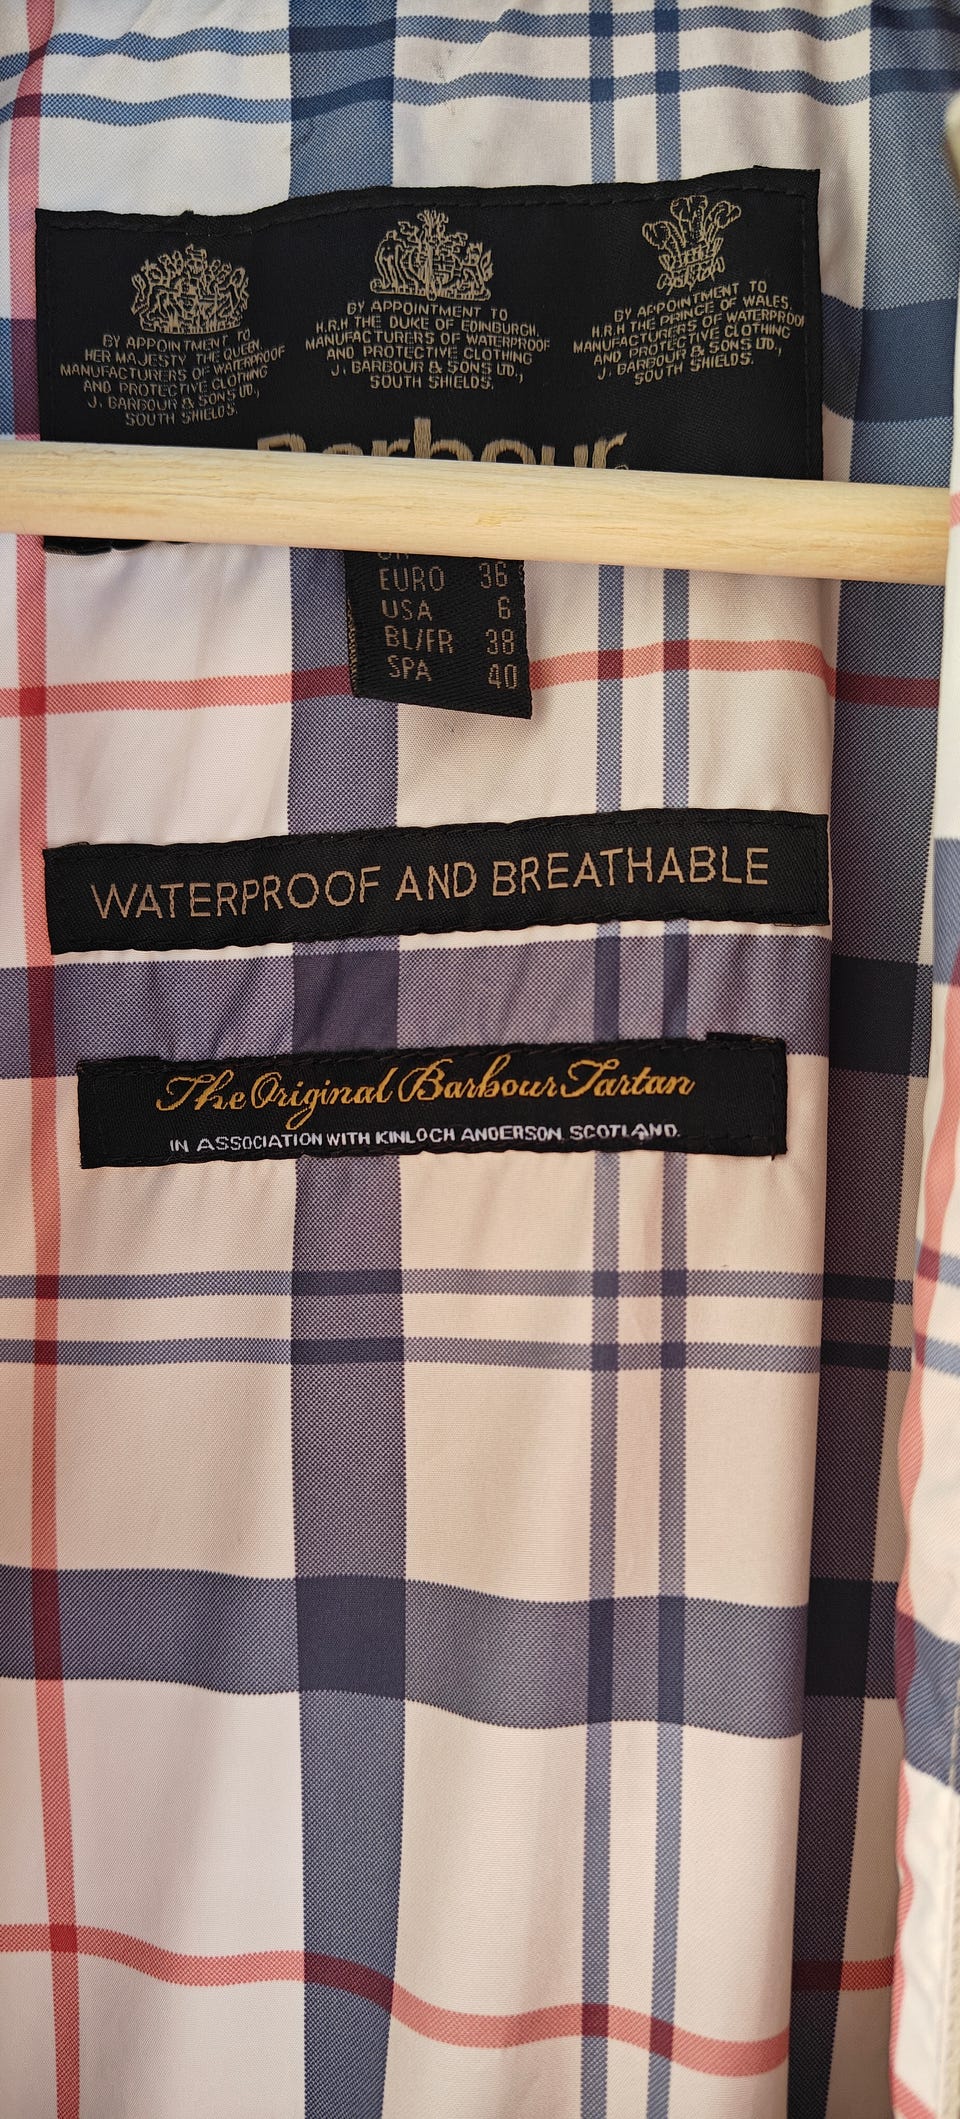 BY APPOINTMENT TO
HER MAJESTY THE QUEEN,
MANUFACTURERS OF WATERPROOF
AND PROTECTIVE CLOTHING
J. BARBOUR & SONS LTD.,
SOUTH SHIELDS.
BY APPOINTMENT TO
H.R.H THE DUKE OF EDINBURGH,
MANUFACTURERS OF WATERPROOF
AND PROTECTIVE CLOTHING
J. BARBOUR & SONS LTD.,
SOUTH SHIELDS.
BY APPOINTMENT TO
H.R.H THE PRINCE OF WALES,
MANUFACTURERS OF WATERPROOF
AND PROTECTIVE CLOTHING
J. BARBOUR & SONS LTD.,
SOUTH SHIELDS.
Barbour
EURO 36
USA 6
BL/FR 38
SPA 40
WATERPROOF AND BREATHABLE
The Original Barbour Tartan
IN ASSOCIATION WITH KINLOCH ANDERSON, SCOTLAND.